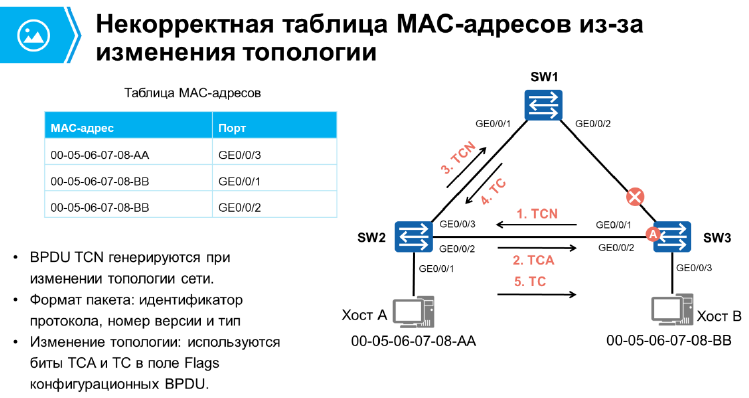 Некорректная таблица MAC-адресов из-за
изменения топологии
Таблица MAC-адресов
MAC-адрес Порт
00-05-06-07-08-AA GE0/0/3
00-05-06-07-08-BB GE0/0/1
00-05-06-07-08-BB GE0/0/2
• BPDU TCN генерируются при
изменении топологии сети.
• Формат пакета: идентификатор
протокола, номер версии и тип
• Изменение топологии: используются
биты TCA и TC в поле Flags
конфигурационных BPDU.
SW1
GE0/0/1 GE0/0/2
3. TCN
4. TC
1. TCN
GE0/0/3 GE0/0/1
SW2 A SW3
GE0/0/2 GE0/0/2
2. TCA
GE0/0/1 GE0/0/3
5. TC
Хост A Хост B
00-05-06-07-08-AA 00-05-06-07-08-BB